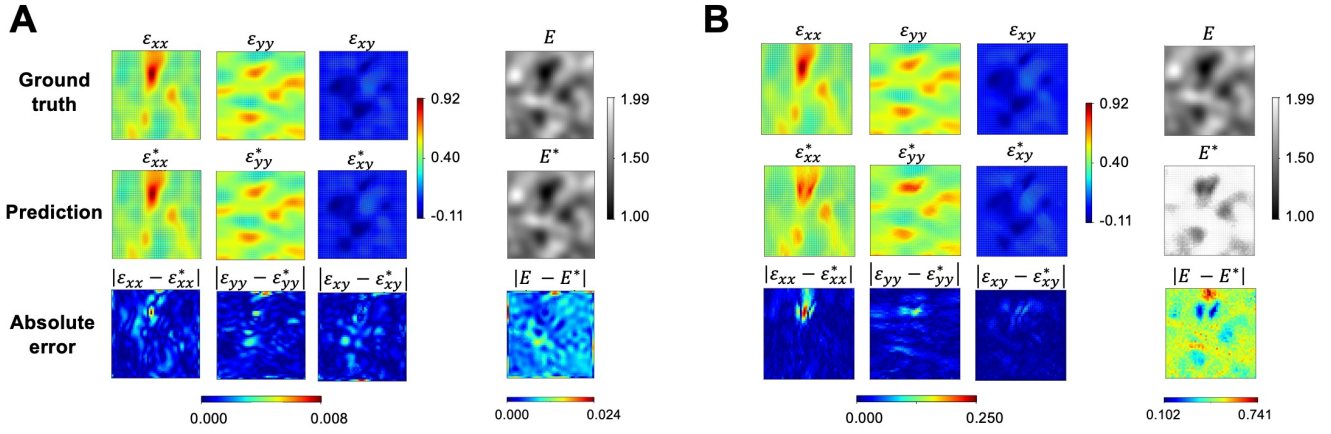 A
ε_xx ε_yy ε_xy E
Ground truth
0.92
0.40
-0.11
1.99
1.50
1.00
ε*_xx ε*_yy ε*_xy E*
Prediction
|ε_xx − ε*_xx| |ε_yy − ε*_yy| |ε_xy − ε*_xy| |E − E*|
Absolute error
0.000 0.008
0.000 0.024
B
ε_xx ε_yy ε_xy E
0.92
0.40
-0.11
1.99
1.50
1.00
ε*_xx ε*_yy ε*_xy E*
|ε_xx − ε*_xx| |ε_yy − ε*_yy| |ε_xy − ε*_xy| |E − E*|
0.000 0.250
0.102 0.741